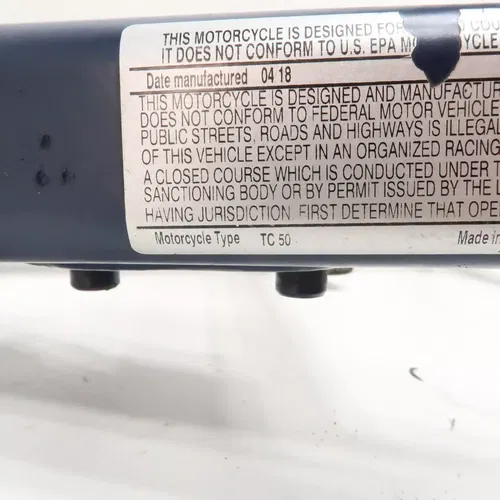 THIS MOTORCYCLE IS DESIGNED FOR
IT DOES NOT CONFORM TO U.S. EPA
Date manufactured 04 18
THIS MOTORCYCLE IS DESIGNED AND MANUFACTUR
DOES NOT CONFORM TO FEDERAL MOTOR VEHICLE
PUBLIC STREETS, ROADS AND HIGHWAYS IS ILLEGAL
OF THIS VEHICLE EXCEPT IN AN ORGANIZED RACING
A CLOSED COURSE WHICH IS CONDUCTED UNDER T
SANCTIONING BODY OR BY PERMIT ISSUED BY THE
HAVING JURISDICTION. FIRST DETERMINE THAT OPE
Motorcycle Type TC 50 Made in